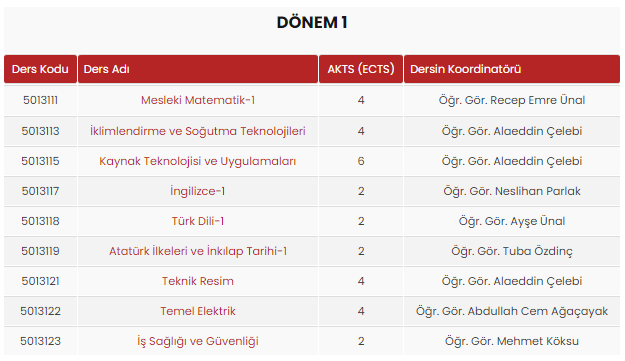 DÖNEM 1
Ders Kodu Ders Adı AKTS (ECTS) Dersin Koordinatörü
5013111 Mesleki Matematik-1 4 Öğr. Gör. Recep Emre Ünal
5013113 İklimlendirme ve Soğutma Teknolojileri 4 Öğr. Gör. Alaeddin Çelebi
5013115 Kaynak Teknolojisi ve Uygulamaları 6 Öğr. Gör. Alaeddin Çelebi
5013117 İngilizce-1 2 Öğr. Gör. Neslihan Parlak
5013118 Türk Dili-1 2 Öğr. Gör. Ayşe Ünal
5013119 Atatürk İlkeleri ve İnkılap Tarihi-1 2 Öğr. Gör. Tuba Özdinç
5013121 Teknik Resim 4 Öğr. Gör. Alaeddin Çelebi
5013122 Temel Elektrik 4 Öğr. Gör. Abdullah Cem Ağaçayak
5013123 İş Sağlığı ve Güvenliği 2 Öğr. Gör. Mehmet Köksu